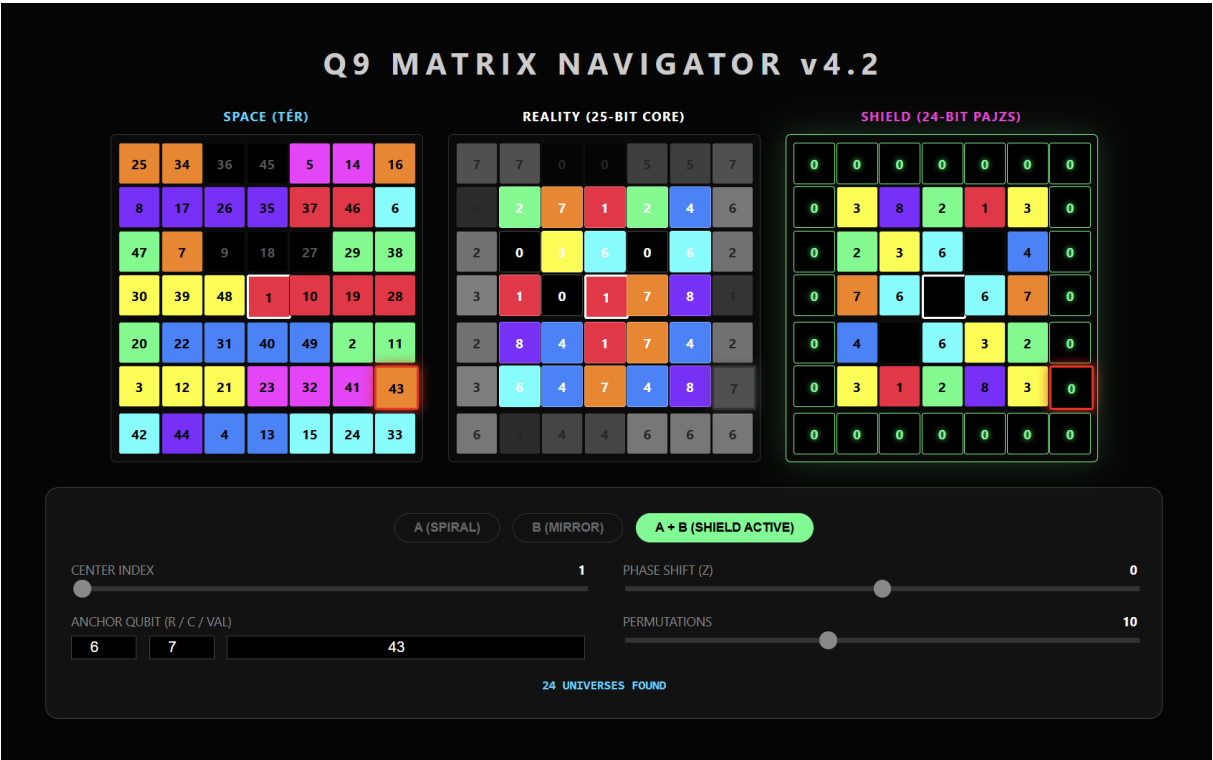 Q9 MATRIX NAVIGATOR v4.2
SPACE (TÉR) REALITY (25-BIT CORE) SHIELD (24-BIT PAJZS)
25 34 36 45 5 14 16 7 7 0 0 5 5 7 0 0 0 0 0 0 0
8 17 26 35 37 46 6 2 7 1 2 4 6 0 3 8 2 1 3 0
47 7 9 18 27 29 38 2 0 3 6 0 6 2 0 2 3 6 4 0
30 39 48 1 10 19 28 3 1 0 1 7 8 1 0 7 6 6 7 0
20 22 31 40 49 2 11 2 8 4 1 7 4 2 0 4 6 3 2 0
3 12 21 23 32 41 43 3 6 4 7 4 8 7 0 3 1 2 8 3 0
42 44 4 13 15 24 33 6 4 4 6 6 6 0 0 0 0 0 0 0
A (SPIRAL) B (MIRROR) A + B (SHIELD ACTIVE)
CENTER INDEX 1 PHASE SHIFT (Z) 0
ANCHOR QUBIT (R / C / VAL) PERMUTATIONS 10
6 7 43
24 UNIVERSES FOUND